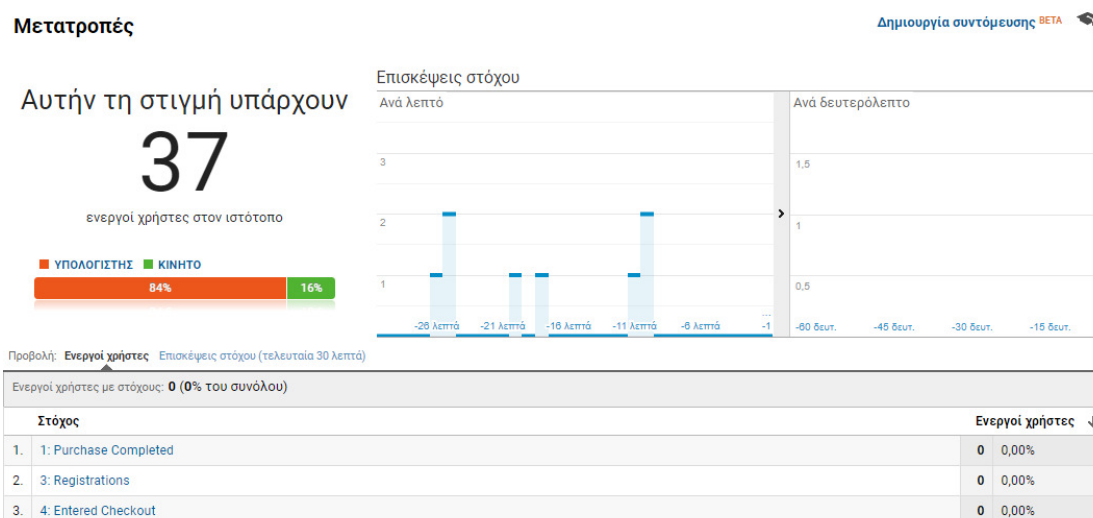 Μετατροπές
Δημιουργία συντόμευσης BETA
Αυτήν τη στιγμή υπάρχουν
37
ενεργοί χρήστες στον ιστότοπο
ΥΠΟΛΟΓΙΣΤΗΣ ΚΙΝΗΤΟ
84% 16%
Επισκέψεις στόχου
Ανά λεπτό
3
2
1
-26 λεπτά -21 λεπτά -16 λεπτά -11 λεπτά -6 λεπτά -1
...
Ανά δευτερόλεπτο
1,5
1
0,5
-60 δευτ. -45 δευτ. -30 δευτ. -15 δευτ.
Προβολή: Ενεργοί χρήστες Επισκέψεις στόχου (τελευταία 30 λεπτά)
Ενεργοί χρήστες με στόχους: 0 (0% του συνόλου)
Στόχος Ενεργοί χρήστες
1. 1: Purchase Completed 0 0,00%
2. 3: Registrations 0 0,00%
3. 4: Entered Checkout 0 0,00%